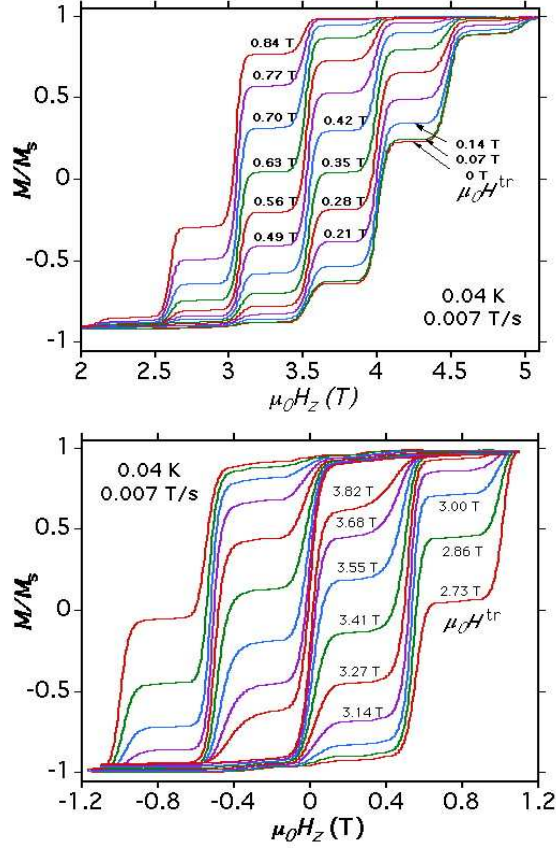 1
0.5
0
-0.5
-1
M/Mₛ
0.84 T
0.77 T
0.70 T
0.63 T
0.56 T
0.49 T
0.42 T
0.35 T
0.28 T
0.21 T
0.14 T
0.07 T
0 T
μ₀Hᵗʳ
0.04 K
0.007 T/s
2 2.5 3 3.5 4 4.5 5
μ₀H_z (T)
1
0.5
0
-0.5
-1
M/Mₛ
0.04 K
0.007 T/s
3.82 T
3.68 T
3.55 T
3.41 T
3.27 T
3.14 T
3.00 T
2.86 T
2.73 T
μ₀Hᵗʳ
-1.2 -0.8 -0.4 0 0.4 0.8 1.2
μ₀H_z (T)